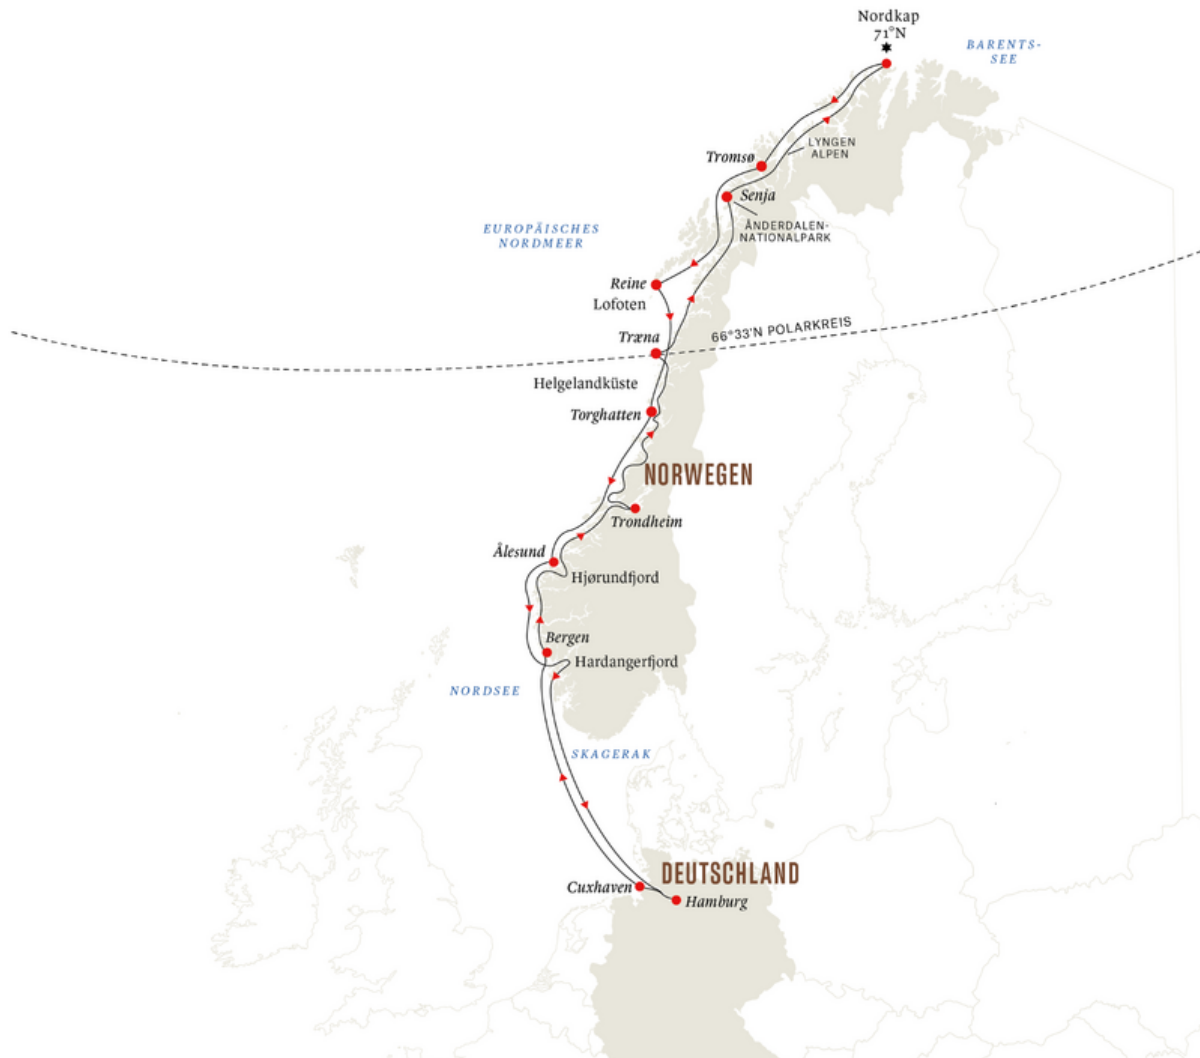 Nordkap
71°N
BARENTS-
SEE
LYNGEN
ALPEN
Tromsø
Senja
ÅNDERDALEN-
NATIONALPARK
EUROPÄISCHES
NORDMEER
Reine
Lofoten
Træna
66°33'N POLARKREIS
Helgelandküste
Torghatten
NORWEGEN
Trondheim
Ålesund
Hjørundfjord
Bergen
Hardangerfjord
NORDSEE
SKAGERAK
DEUTSCHLAND
Cuxhaven
Hamburg